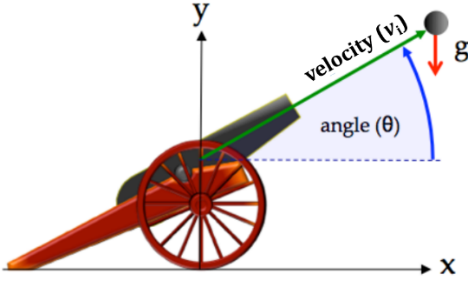 y
velocity (vᵢ)
g
angle (θ)
x